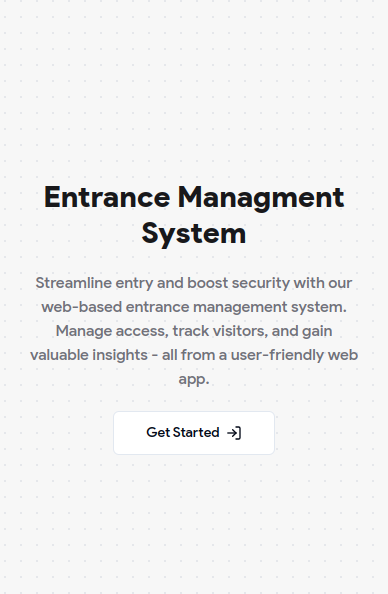 Entrance Managment
System
Streamline entry and boost security with our
web-based entrance management system.
Manage access, track visitors, and gain
valuable insights - all from a user-friendly web
app.
Get Started